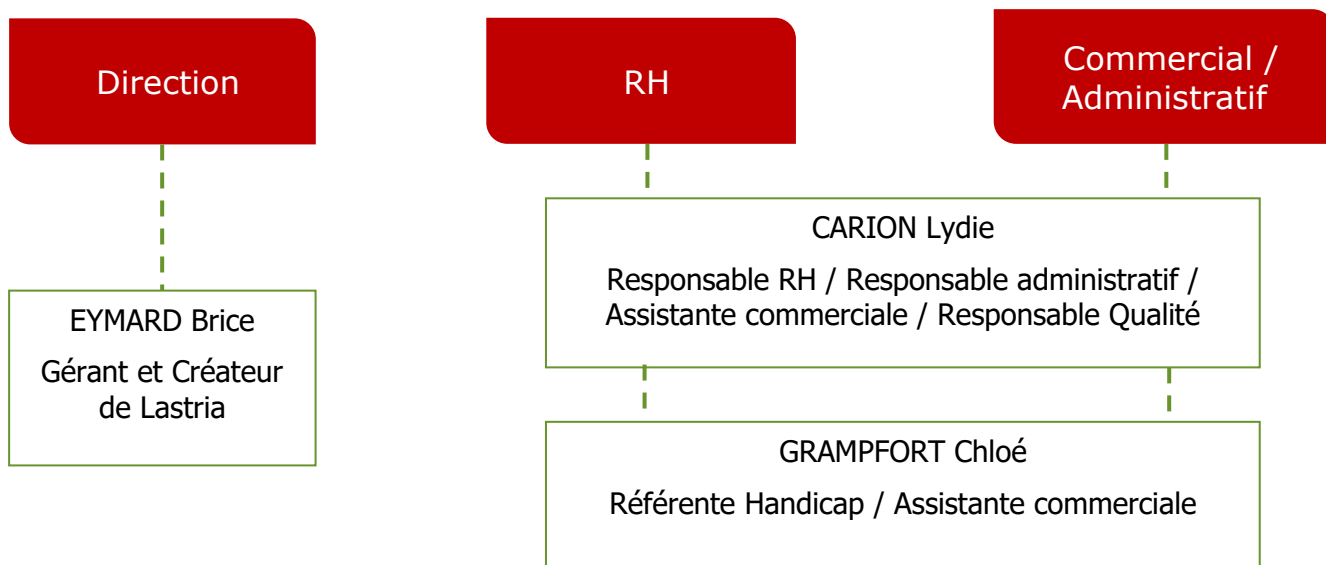 Direction
RH
Commercial /
Administratif
CARION Lydie
Responsable RH / Responsable administratif /
Assistante commerciale / Responsable Qualité
EYMARD Brice
Gérant et Créateur
de Lastria
GRAMPFORT Chloé
Référente Handicap / Assistante commerciale